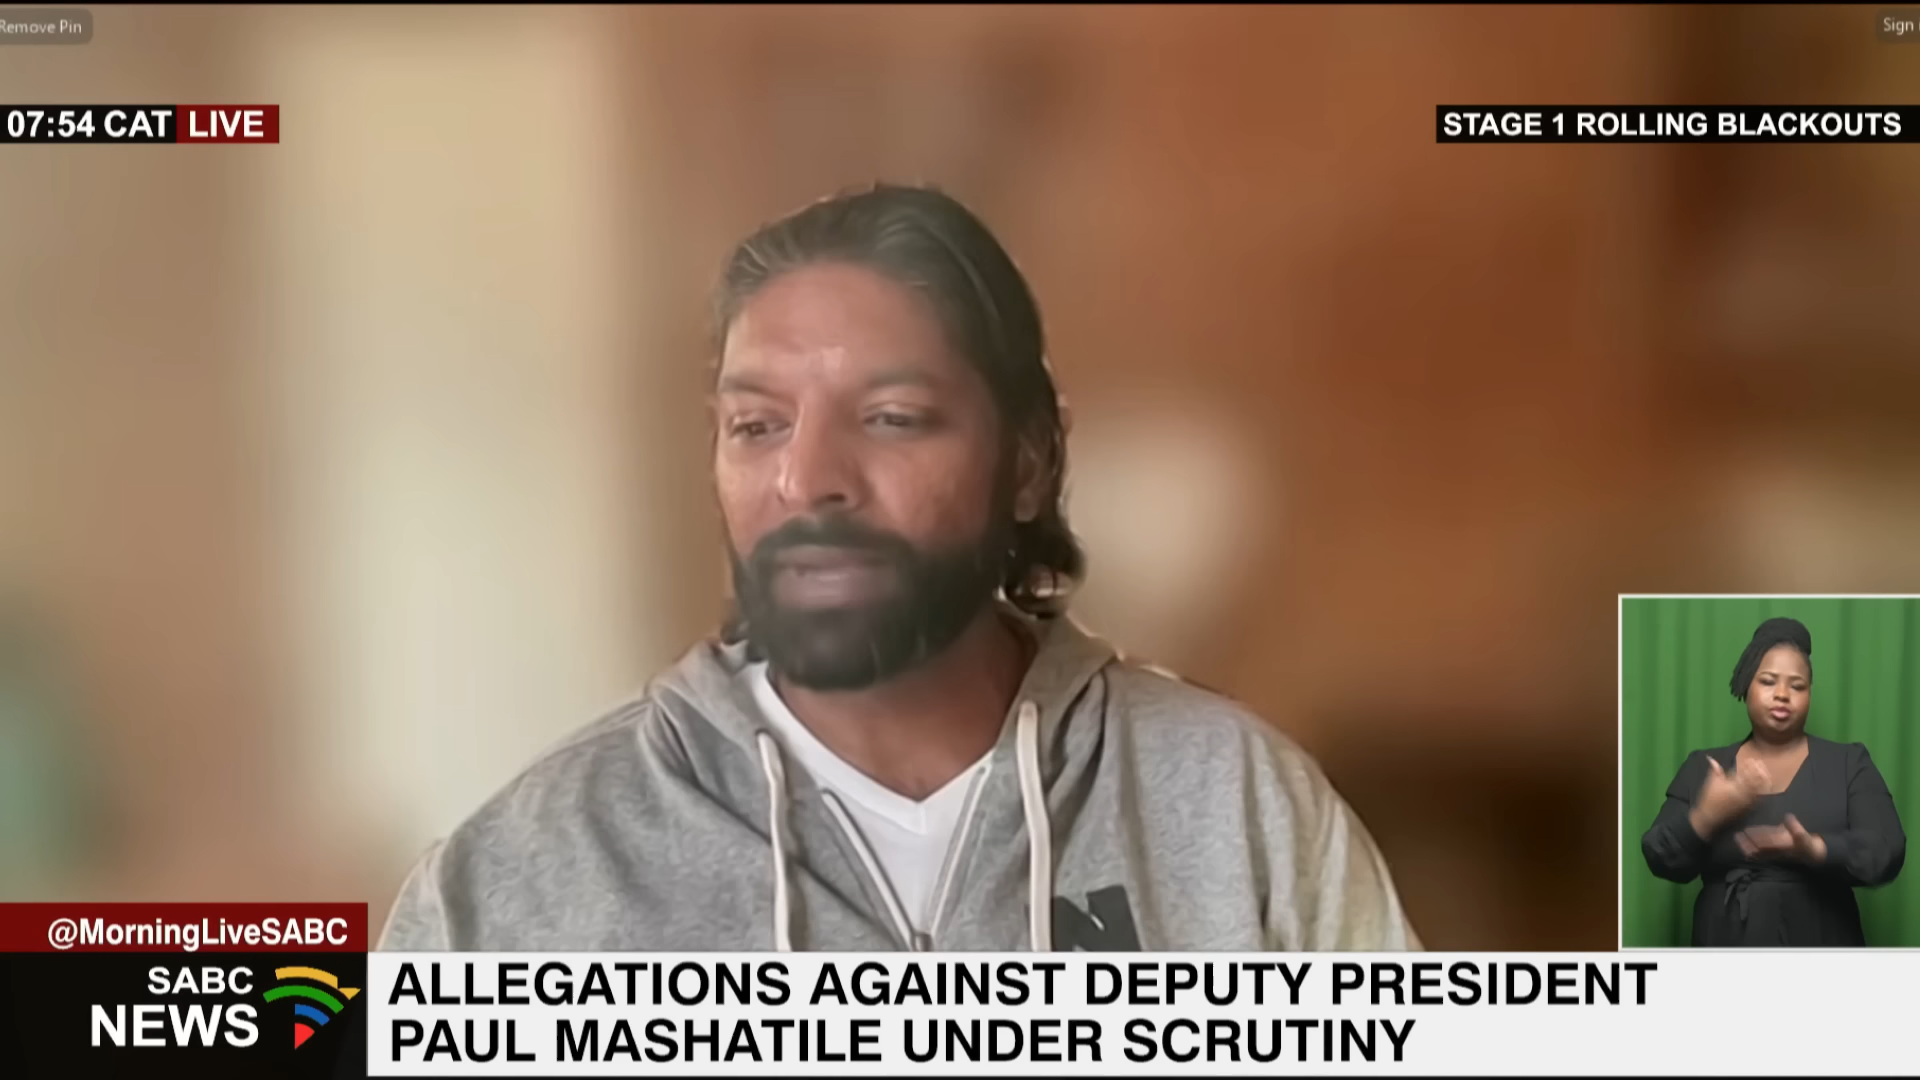 Remove Pin
Sign
07:54 CAT LIVE
STAGE 1 ROLLING BLACKOUTS
@MorningLiveSABC
SABC
NEWS
ALLEGATIONS AGAINST DEPUTY PRESIDENT
PAUL MASHATILE UNDER SCRUTINY